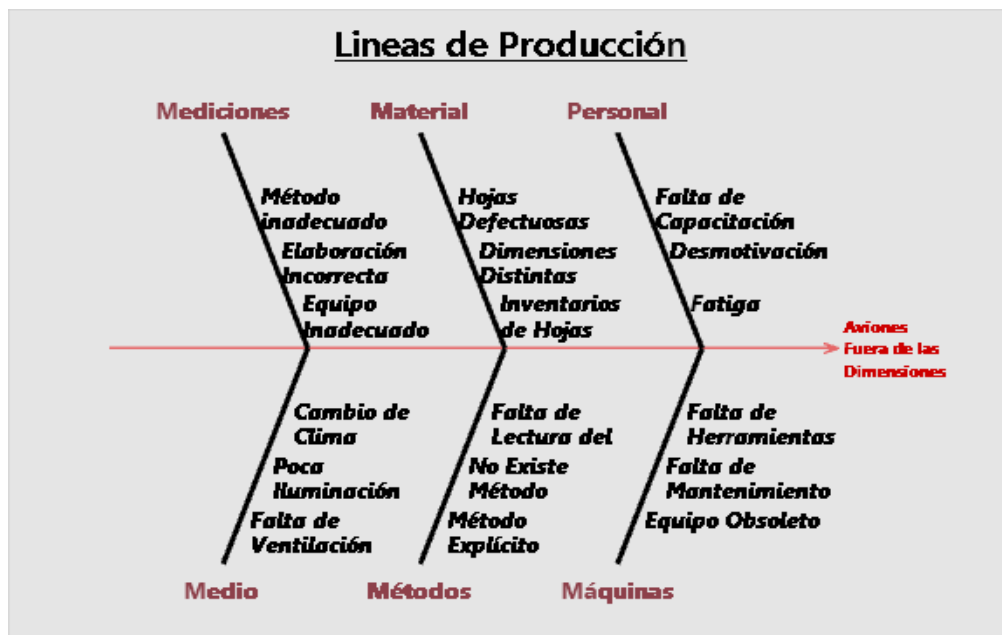 Lineas de Producción
Mediciones
Material
Personal
Método
inadecuado
Elaboración
Incorrecta
Equipo
Inadecuado
Hojas
Defectuosas
Dimensiones
Distintas
Inventarios
de Hojas
Falta de
Capacitación
Desmotivación
Fatiga
Aviones
Fuera de las
Dimensiones
Cambio de
Clima
Poca
Iluminación
Falta de
Ventilación
Falta de
Lectura del
No Existe
Método
Método
Explícito
Falta de
Herramientas
Falta de
Mantenimiento
Equipo Obsoleto
Medio
Métodos
Máquinas